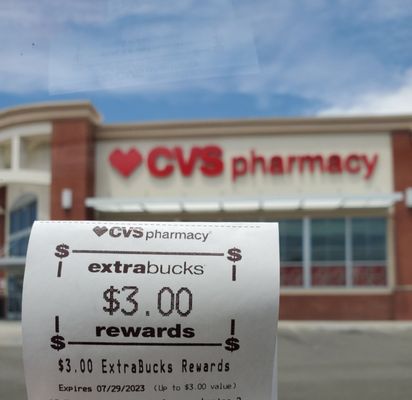 CVS pharmacy
CVS pharmacy®
$ $
extrabucks
$3.00
rewards
$ $
$3.00 ExtraBucks Rewards
Expires 07/29/2023 (Up to $3.00 value)